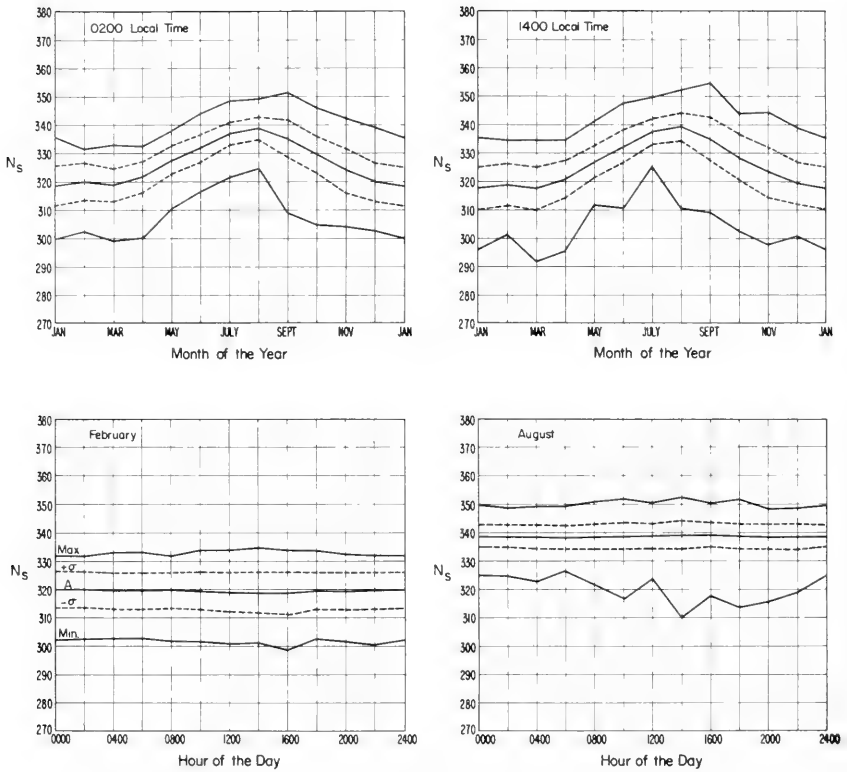 0200 Local Time
380
370
360
350
340
330
320
310
300
290
280
270
Ns
JAN MAR MAY JULY SEPT NOV JAN
Month of the Year
1400 Local Time
380
370
360
350
340
330
320
310
300
290
280
270
Ns
JAN MAR MAY JULY SEPT NOV JAN
Month of the Year
February
380
370
360
350
340
330
320
310
300
290
280
270
Ns
Max
+σ
A
-σ
Min.
0000 0400 0800 1200 1600 2000 2400
Hour of the Day
August
380
370
360
350
340
330
320
310
300
290
280
270
Ns
0000 0400 0800 1200 1600 2000 2400
Hour of the Day